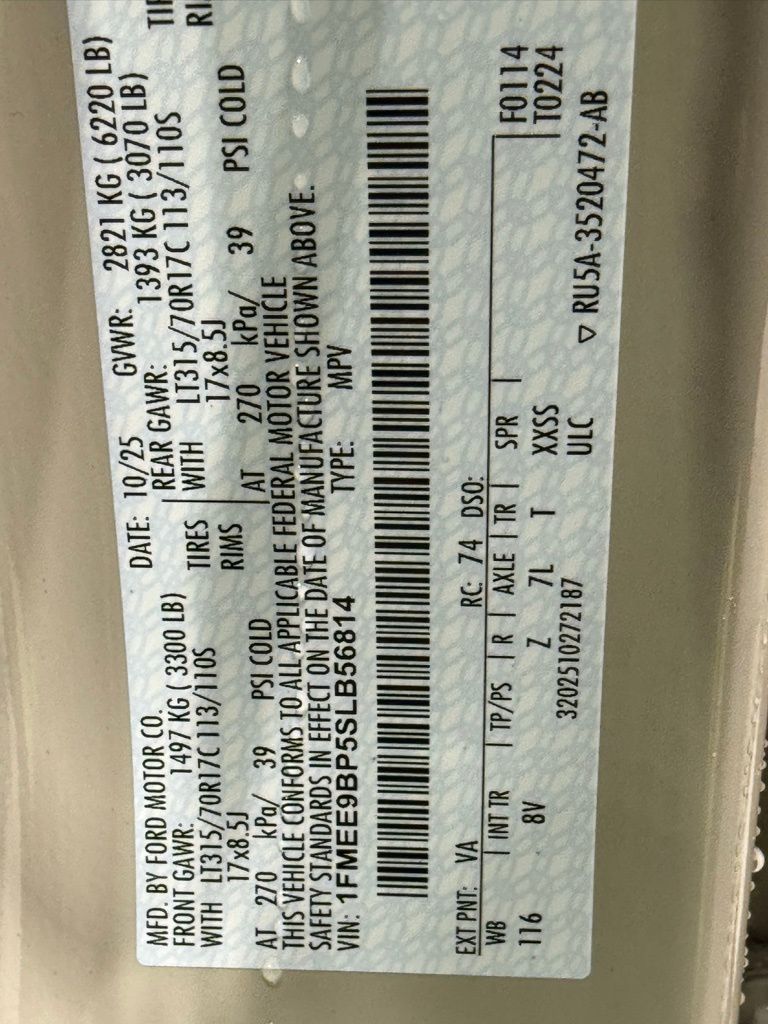 MFD. BY FORD MOTOR CO.
DATE: 10/25 GVWR: 2821 KG ( 6220 LB)
FRONT GAWR: 1497 KG ( 3300 LB)
REAR GAWR: 1393 KG ( 3070 LB)
WITH LT315/70R17C 113/110S TIRES
WITH LT315/70R17C 113/110S
17x8.5J RIMS
17x8.5J
AT 270 kPa/ 39 PSI COLD
AT 270 kPa/ 39 PSI COLD
THIS VEHICLE CONFORMS TO ALL APPLICABLE FEDERAL MOTOR VEHICLE
SAFETY STANDARDS IN EFFECT ON THE DATE OF MANUFACTURE SHOWN ABOVE.
VIN: 1FMEE9BP5SLB56814 TYPE: MPV
EXT PNT: VA RC: 74 DSO:
WB INT TR TP/PS R AXLE TR SPR
F0114
T0224
116 8V Z 7L T XXSS
3202510272187 ULC
▽ RU5A-3520472-AB